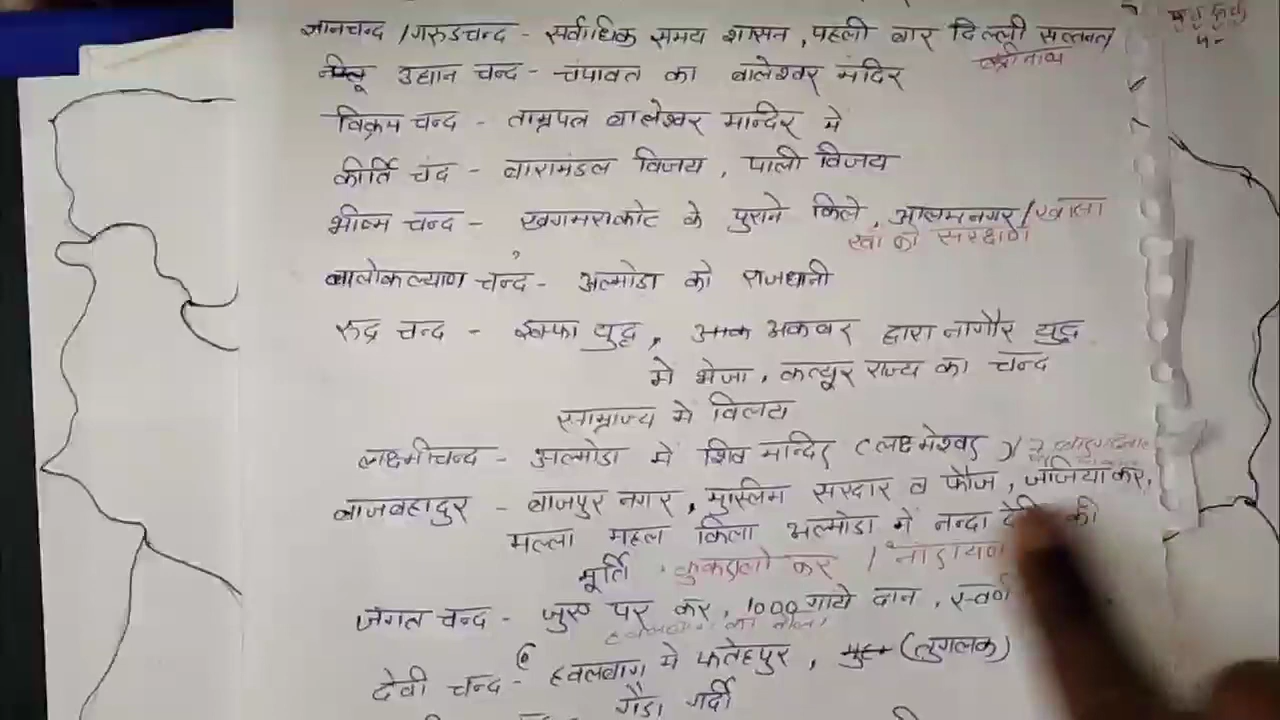 ज्ञानचन्द /गरुडचन्द - सर्वाधिक समय शासन, पहली बार दिल्ली सल्तनत
बद्रीनाथ
उद्यान चन्द - चंपावत का बालेश्वर मंदिर
विक्रम चन्द - ताम्रपत्र बालेश्वर मान्दिर मे
कीर्ति चंद - बारामंडल विजय, पाली विजय
भीष्म चन्द - खगमराकोट के पुराने किले, आलमनगर/खवास
खां को संरक्षण
बालोकल्याण चन्द - अल्मोडा को राजधानी
रुद्र चन्द - युद्ध, अकबर द्वारा नागौर युद्ध
मे भेजा, कत्यूर राज्य का चन्द
साम्राज्य मे विलय
लक्ष्मीचन्द - अल्मोडा मे शिव मन्दिर (लक्ष्मेश्वर)
बाजबहादुर - बाजपुर नगर, मुस्लिम सरदार व फौज, जजियाकर,
मल्ला महल किला अल्मोडा मे नन्दा देवी की
मूर्ति कर / नारायण
जगत चन्द - जुए पर कर, 1000 गाये दान, स्वर्ण
देवी चन्द - हवलबाग मे फतेहपुर, (तुगलक)
गैडा गर्दी